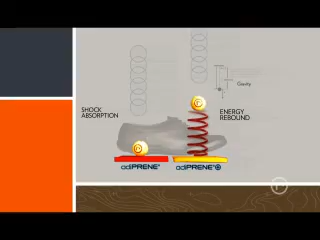 Gravity
SHOCK
ABSORPTION
ENERGY
REBOUND
adiPRENE®
adiPRENE®+